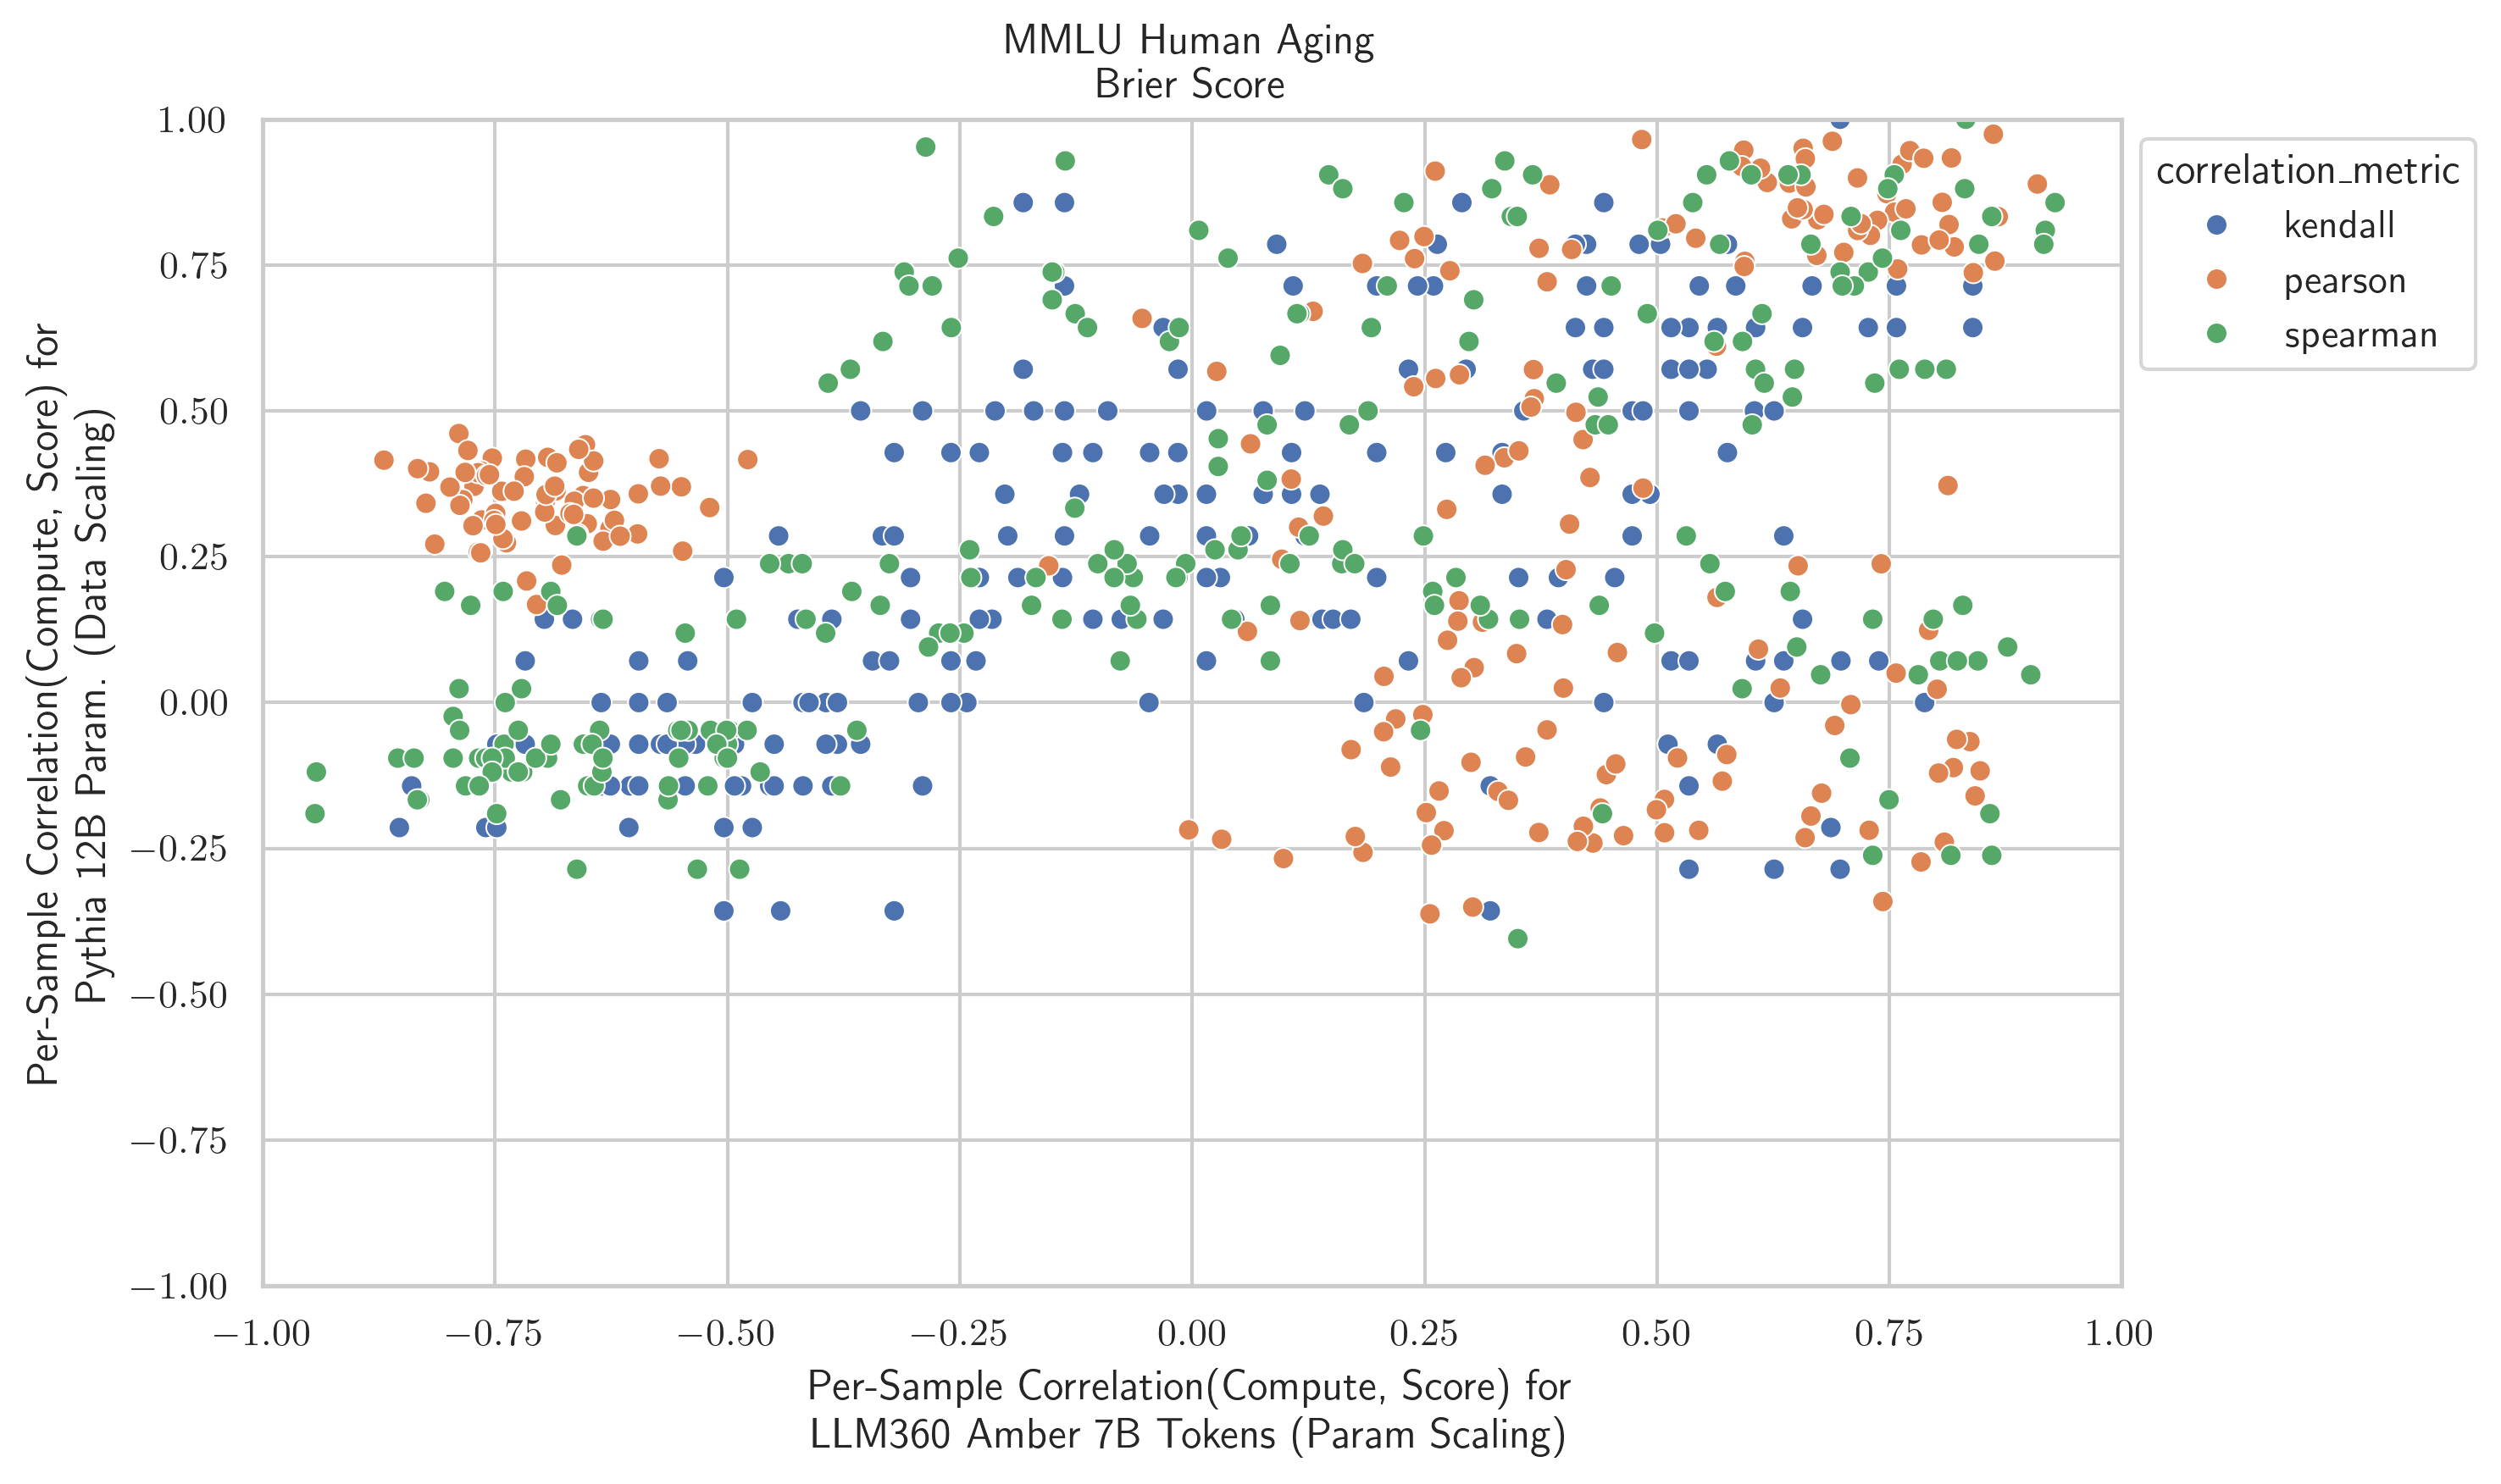 MMLU Human Aging
Brier Score
Per-Sample Correlation(Compute, Score) for
Pythia 12B Param. (Data Scaling)
1.00
0.75
0.50
0.25
0.00
−0.25
−0.50
−0.75
−1.00
−1.00 −0.75 −0.50 −0.25 0.00 0.25 0.50 0.75 1.00
Per-Sample Correlation(Compute, Score) for
LLM360 Amber 7B Tokens (Param Scaling)
correlation_metric
kendall
pearson
spearman